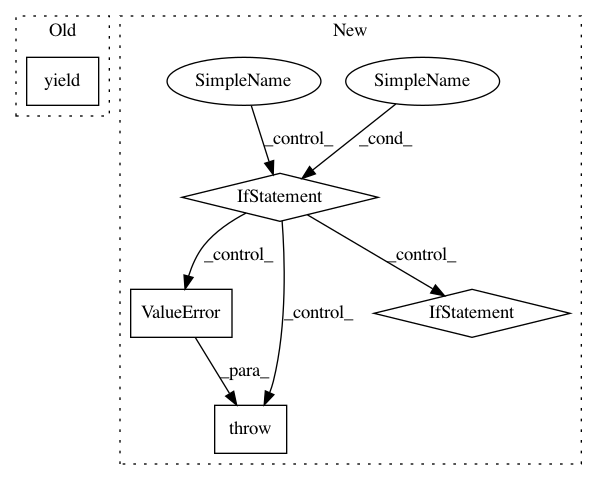 Old
New
yield
SimpleName
SimpleName
_control_
_cond_
IfStatement
_control_
_control_
_control_
ValueError
IfStatement
_para_
throw